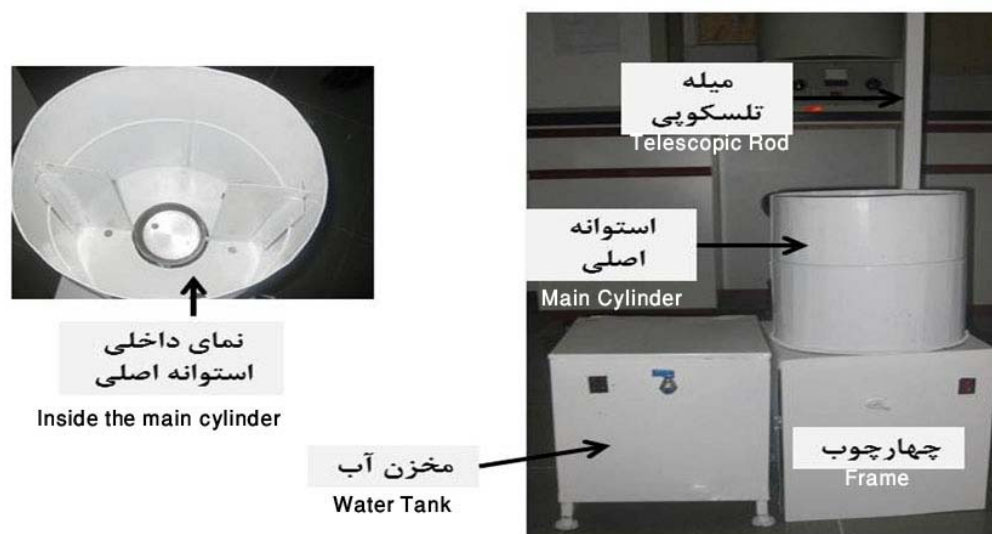 میله
تلسکوپی
Telescopic Rod
استوانه
اصلی
Main Cylinder
نمای داخلی
استوانه اصلی
Inside the main cylinder
مخزن آب
Water Tank
چهارچوب
Frame